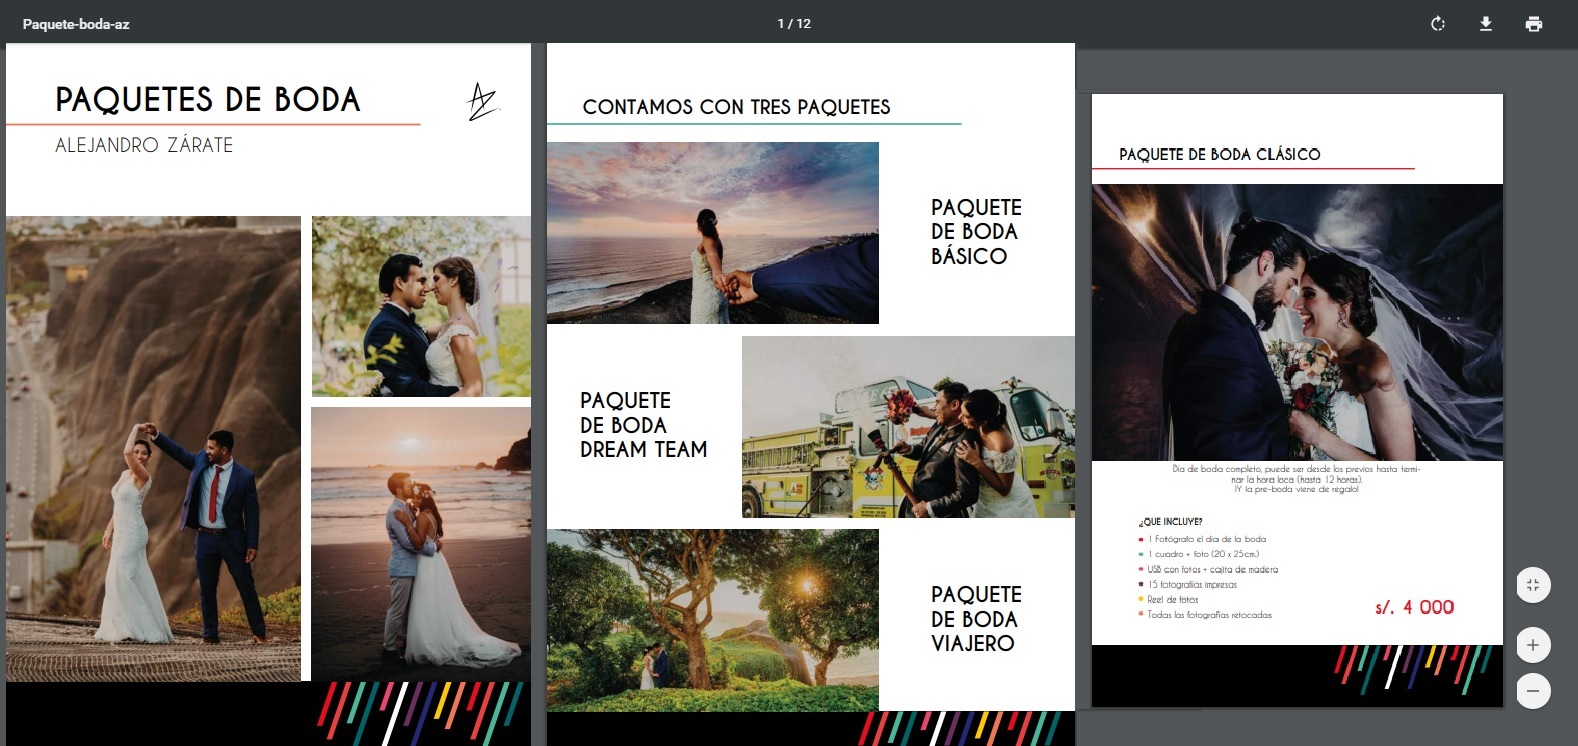 Paquete-boda-az
1 / 12
PAQUETES DE BODA
AZ
ALEJANDRO ZÁRATE
CONTAMOS CON TRES PAQUETES
PAQUETE
DE BODA
BÁSICO
PAQUETE
DE BODA
DREAM TEAM
PAQUETE
DE BODA
VIAJERO
PAQUETE DE BODA CLÁSICO
Día de boda completo, puede ser desde los previos hasta termi-
nar la hora loca (hasta 12 horas).
¡Y la pre-boda viene de regalo!
¿QUE INCLUYE?
1 Fotógrafo el día de la boda
1 cuadro + foto (20 x 25cm.)
USB con fotos + cajita de madera
15 fotografías impresas
Reel de fotos
Todas las fotografías retocadas
s/. 4 000